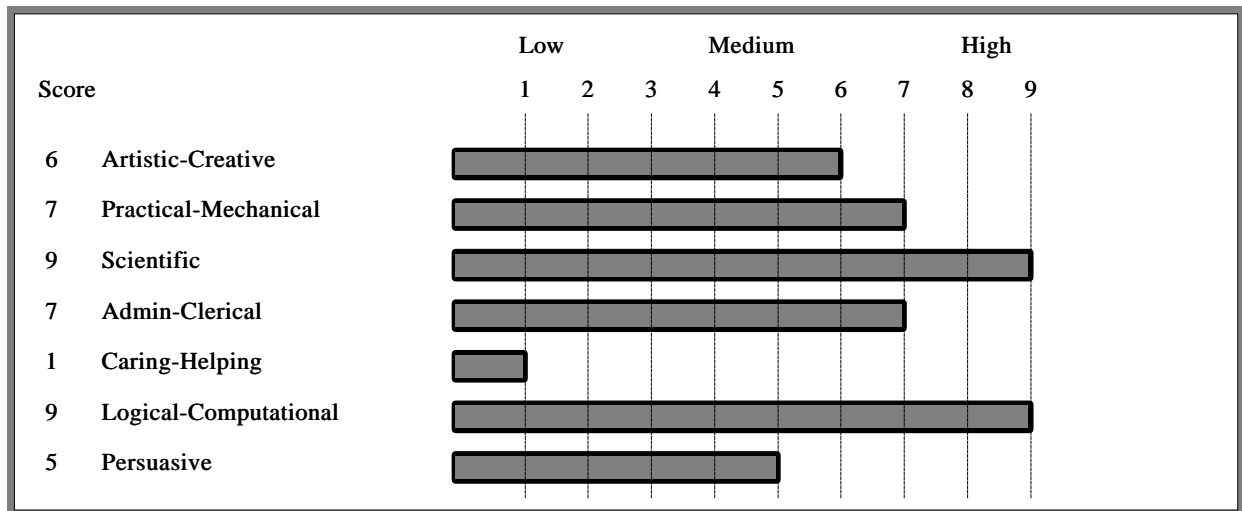 Low Medium High
Score 1 2 3 4 5 6 7 8 9
6 Artistic-Creative
7 Practical-Mechanical
9 Scientific
7 Admin-Clerical
1 Caring-Helping
9 Logical-Computational
5 Persuasive